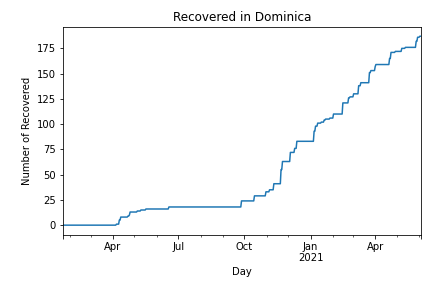 Recovered in Dominica
Number of Recovered
175
150
125
100
75
50
25
0
Apr
Jul
Oct
Jan
2021
Apr
Day